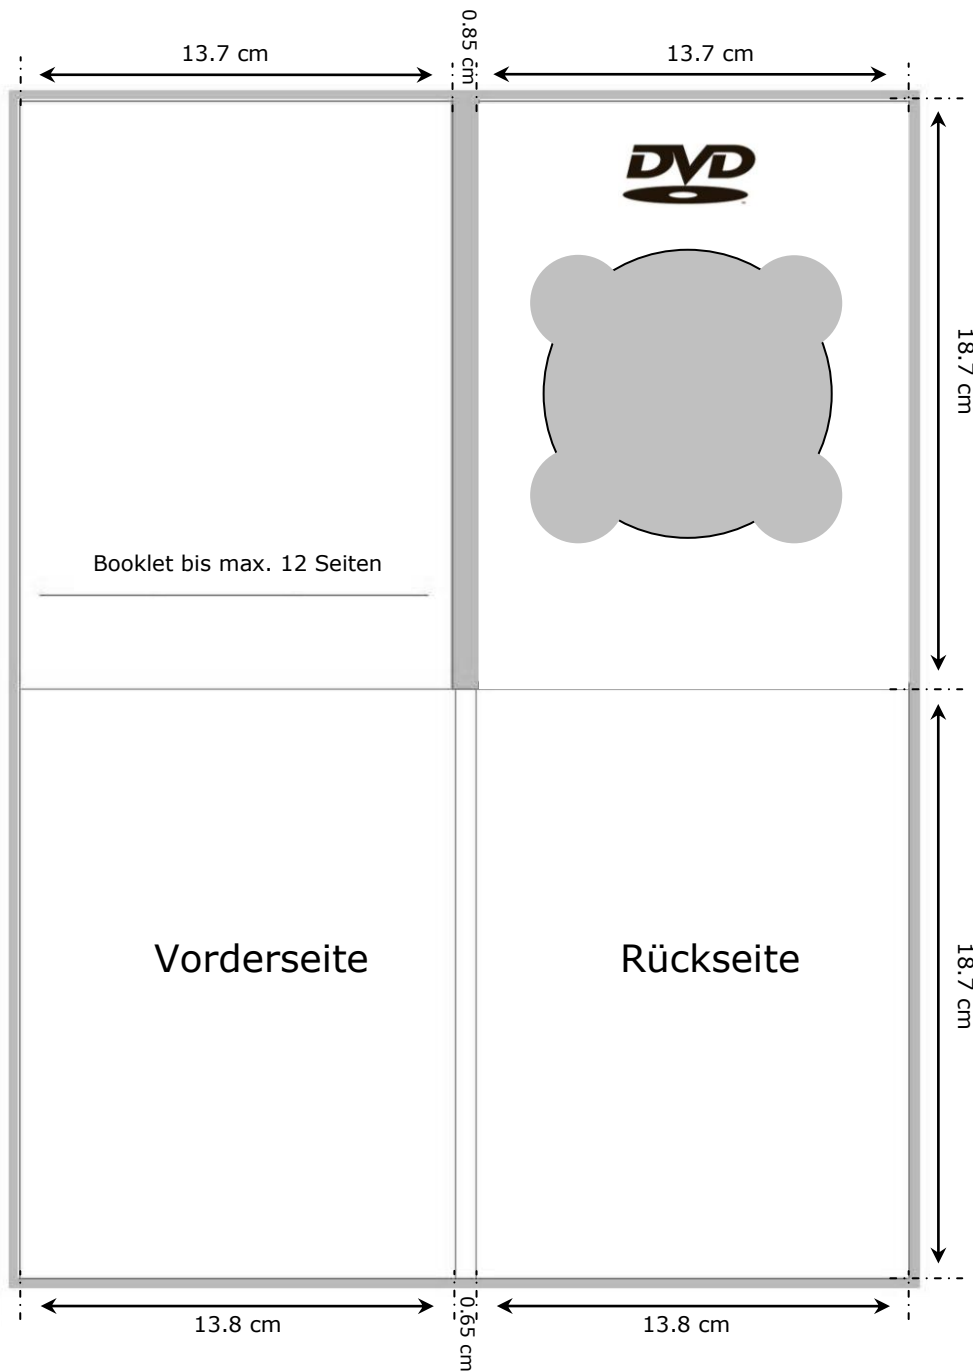 13.7 cm
0.85 cm
13.7 cm
DVD
18.7 cm
Booklet bis max. 12 Seiten
Vorderseite
Rückseite
18.7 cm
13.8 cm
0.65 cm
13.8 cm